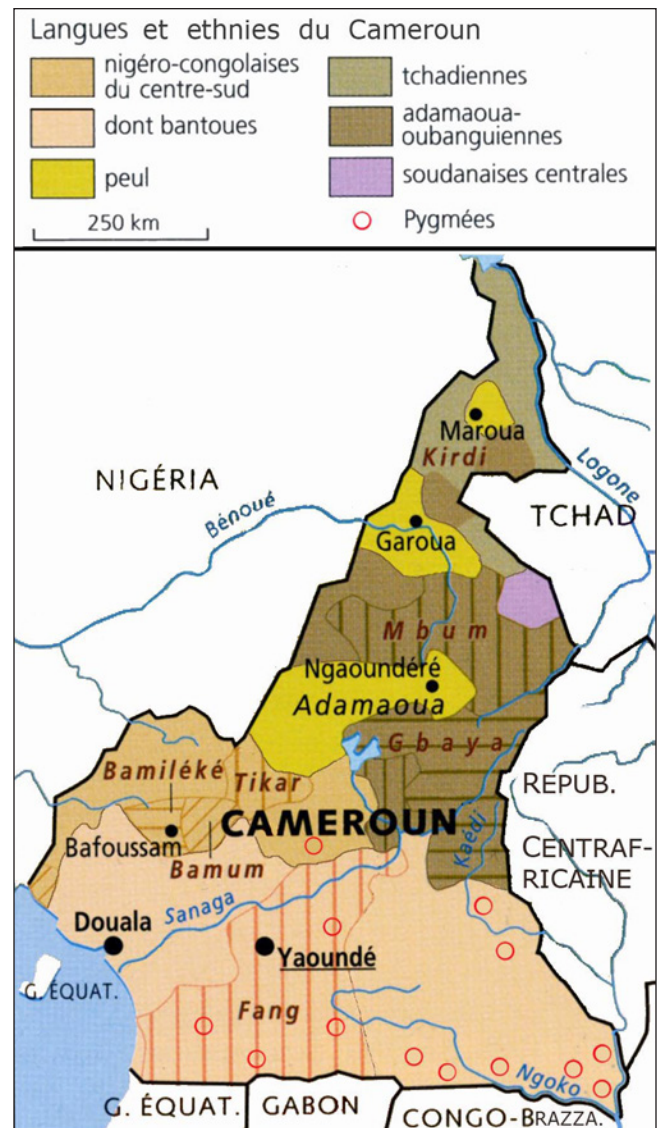 Langues et ethnies du Cameroun
nigéro-congolaises
du centre-sud
dont bantoues
peul
250 km
tchadiennes
adamaoua-
oubanguiennes
soudanaises centrales
Pygmées
Maroua
Kirdi
NIGÉRIA
Logone
Bénoué
TCHAD
Garoua
Mbum
Ngaoundéré
Adamaoua
Gbaya
Bamiléké
Tikar
RÉPUB.
CAMEROUN
Bafoussam
Kaedi
CENTRAF-
RICAINE
Bamum
Douala
Sanaga
Yaoundé
G. ÉQUAT.
Fang
Ngoko
G. ÉQUAT.
GABON
CONGO-BRAZZA.